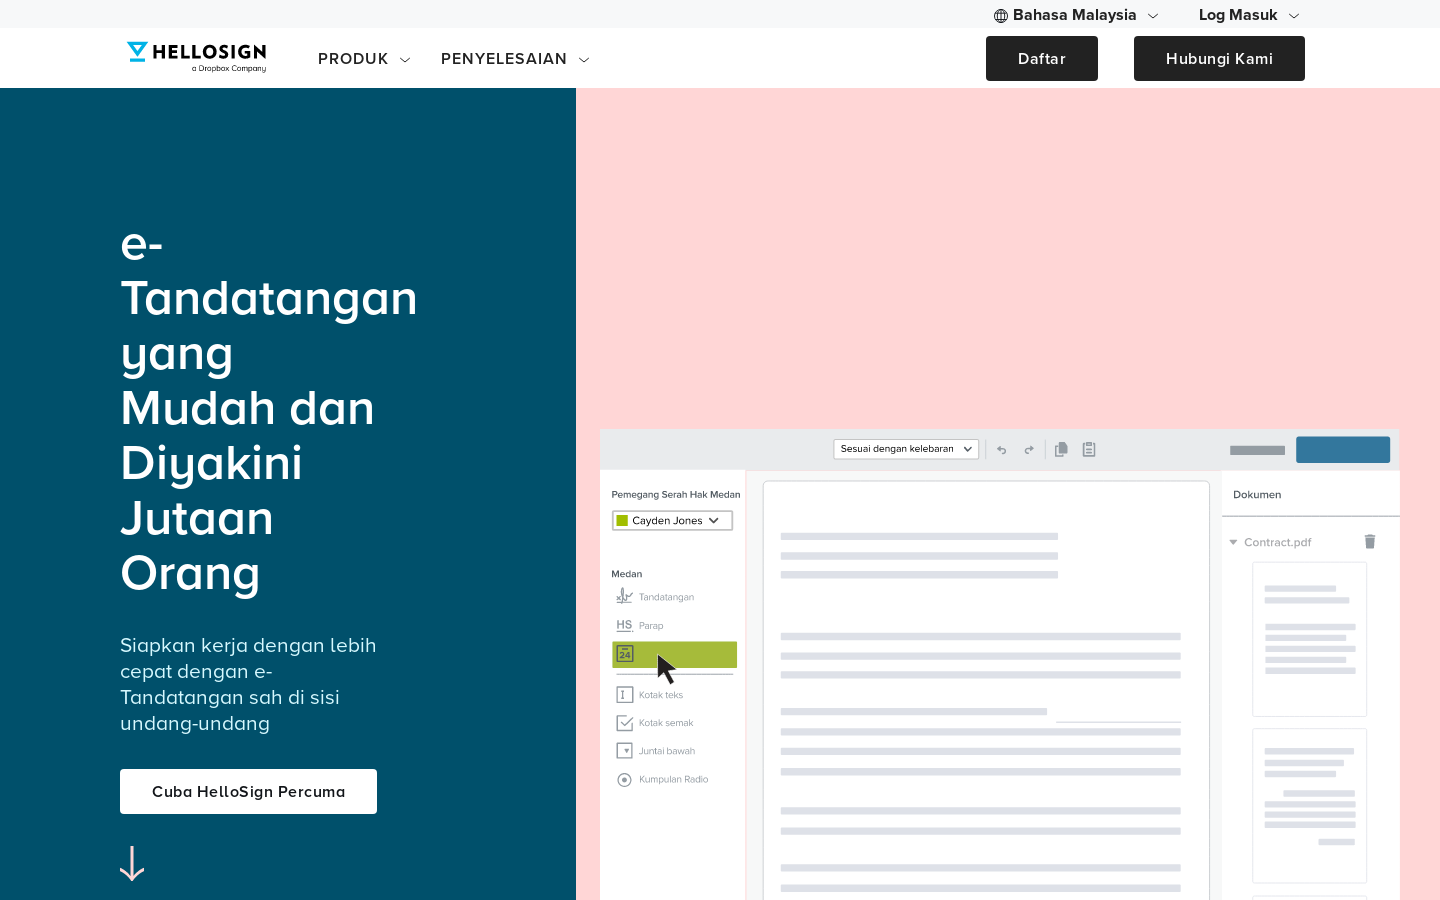 Bahasa Malaysia
Log Masuk
HELLOSIGN
a Dropbox Company
PRODUK
PENYELESAIAN
Daftar
Hubungi Kami
e-
Tandatangan
yang
Mudah dan
Diyakini
Jutaan
Orang
Siapkan kerja dengan lebih
cepat dengan e-
Tandatangan sah di sisi
undang-undang
Cuba HelloSign Percuma
Sesuai dengan kelebaran
Pemegang Serah Hak Medan
Cayden Jones
Medan
Tandatangan
HS Parap
24
Kotak teks
Kotak semak
Juntai bawah
Kumpulan Radio
Dokumen
Contract.pdf